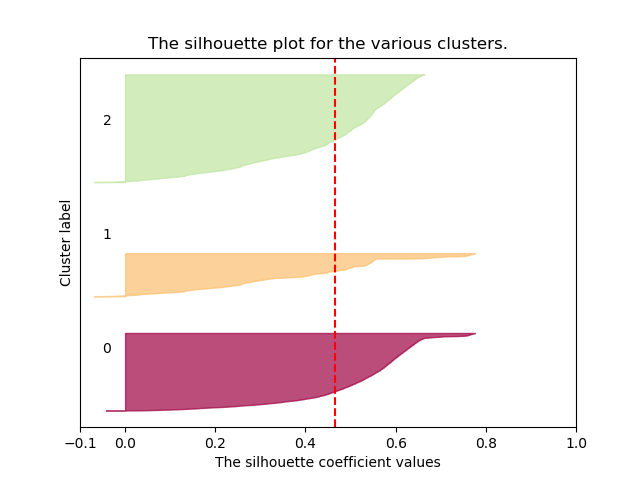 The silhouette plot for the various clusters.
2
1
0
Cluster label
−0.1 0.0 0.2 0.4 0.6 0.8 1.0
The silhouette coefficient values